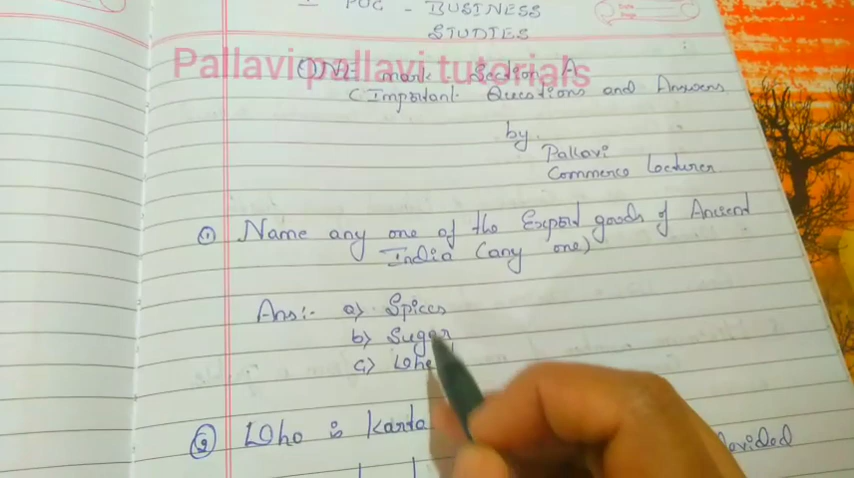 I PUC - BUSINESS
STUDIES
Pallavipallavi tutorials
ONE mark - Section A
(Important Questions and Answers
by
Pallavi
Commerce Lecturer
① Name any one of the Export goods of Ancient
India (any one)
Ans:- a) Spices
b) Sugar
c) Whe
② Who is Karta